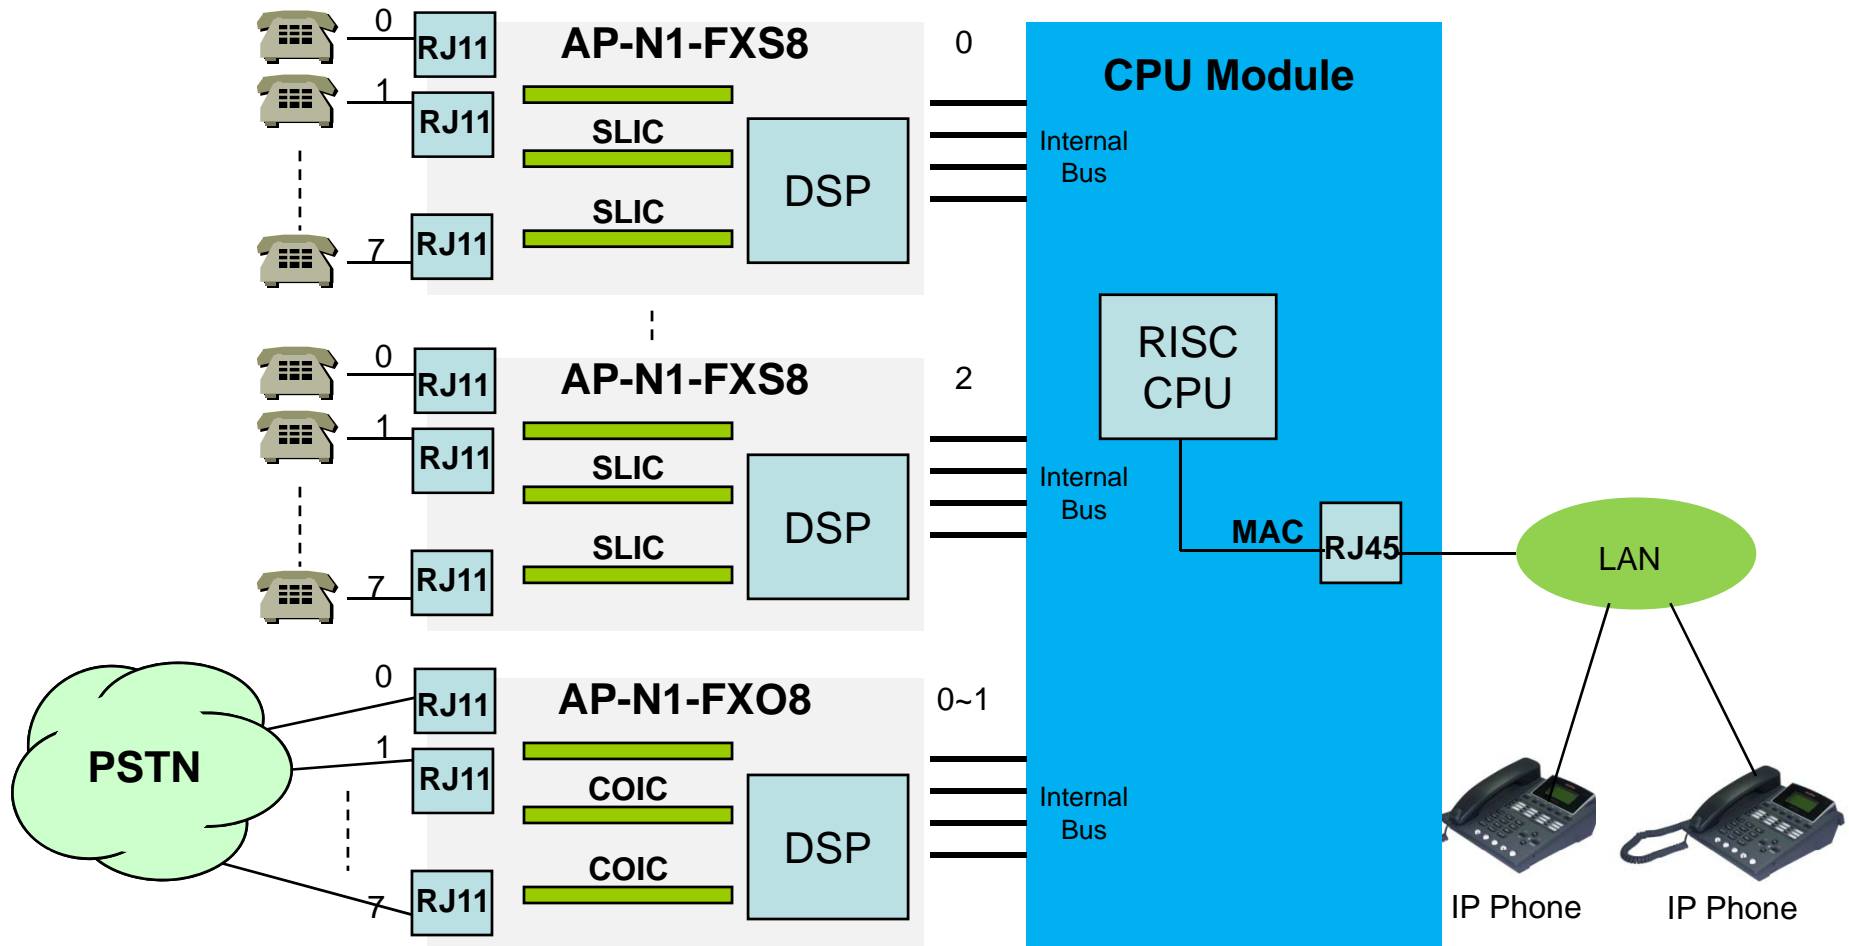 0
RJ11
AP-N1-FXS8
0
CPU Module
1
RJ11
SLIC
DSP
Internal
Bus
SLIC
7
RJ11
RISC
CPU
0
RJ11
AP-N1-FXS8
2
1
RJ11
SLIC
DSP
Internal
Bus
SLIC
7
RJ11
MAC
RJ45
LAN
0
RJ11
AP-N1-FXO8
0~1
PSTN
1
RJ11
COIC
DSP
Internal
Bus
COIC
7
RJ11
IP Phone
IP Phone